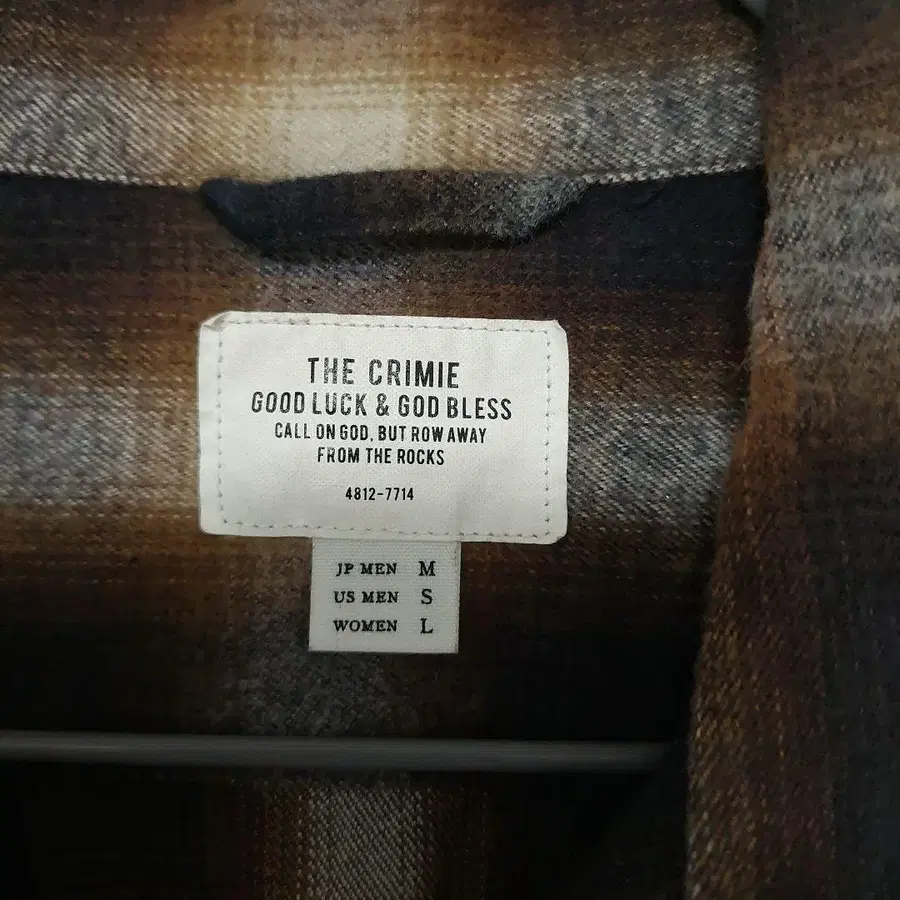 THE CRIMIE
GOOD LUCK & GOD BLESS
CALL ON GOD, BUT ROW AWAY
FROM THE ROCKS
4812-7714
JP MEN M
US MEN S
WOMEN L